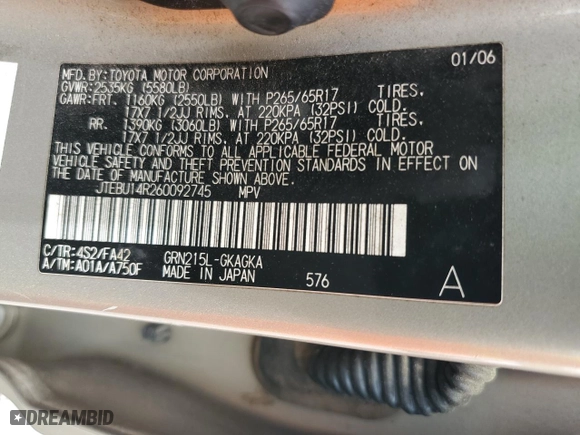 01/06
MFD.BY:TOYOTA MOTOR CORPORATION
GVWR:2535KG (5580LB)
GAWR:FRT. 1160KG (2550LB) WITH P265/65R17 TIRES,
17X7 1/2JJ RIMS, AT 220KPA (32PSI) COLD.
RR. 1390KG (3060LB) WITH P265/65R17 TIRES,
17X7 1/2JJ RIMS, AT 220KPA (32PSI) COLD.
THIS VEHICLE CONFORMS TO ALL APPLICABLE FEDERAL MOTOR
VEHICLE SAFETY AND THEFT PREVENTION STANDARDS IN EFFECT ON
THE DATE OF MANUFACTURE SHOWN ABOVE.
JTEBU14R260092745 MPV
C/TR:4S2/FA42 GRN215L-GKAGKA
A/TM:A01A/A750F MADE IN JAPAN 576 A
DREAMBID